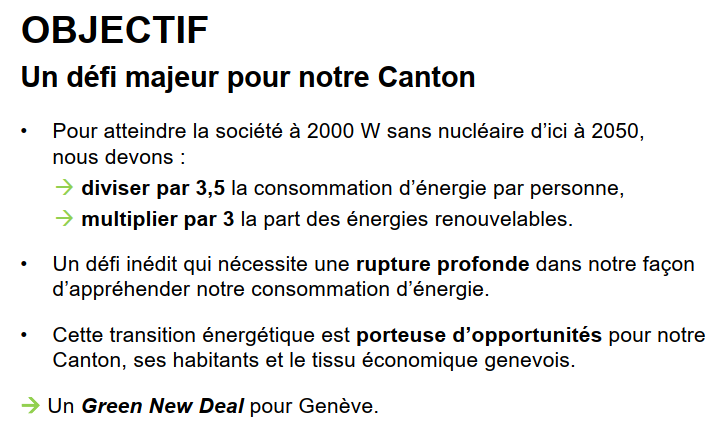 OBJECTIF
Un défi majeur pour notre Canton
• Pour atteindre la société à 2000 W sans nucléaire d’ici à 2050,
nous devons :
→ diviser par 3,5 la consommation d’énergie par personne,
→ multiplier par 3 la part des énergies renouvelables.
• Un défi inédit qui nécessite une rupture profonde dans notre façon
d’appréhender notre consommation d’énergie.
• Cette transition énergétique est porteuse d’opportunités pour notre
Canton, ses habitants et le tissu économique genevois.
→ Un Green New Deal pour Genève.